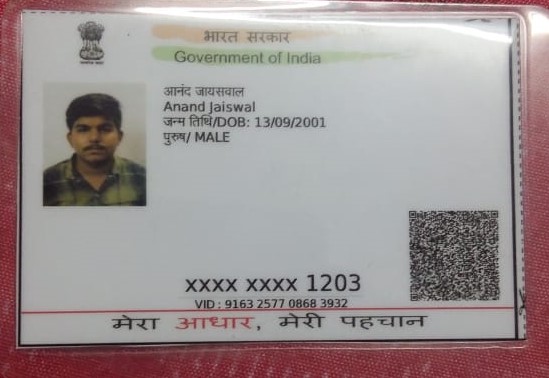 भारत सरकार
Government of India
आनंद जायसवाल
Anand Jaiswal
जन्म तिथि/DOB: 13/09/2001
पुरुष/ MALE
xxxx xxxx 1203
VID : 9163 2577 0868 3932
मेरा आधार, मेरी पहचान